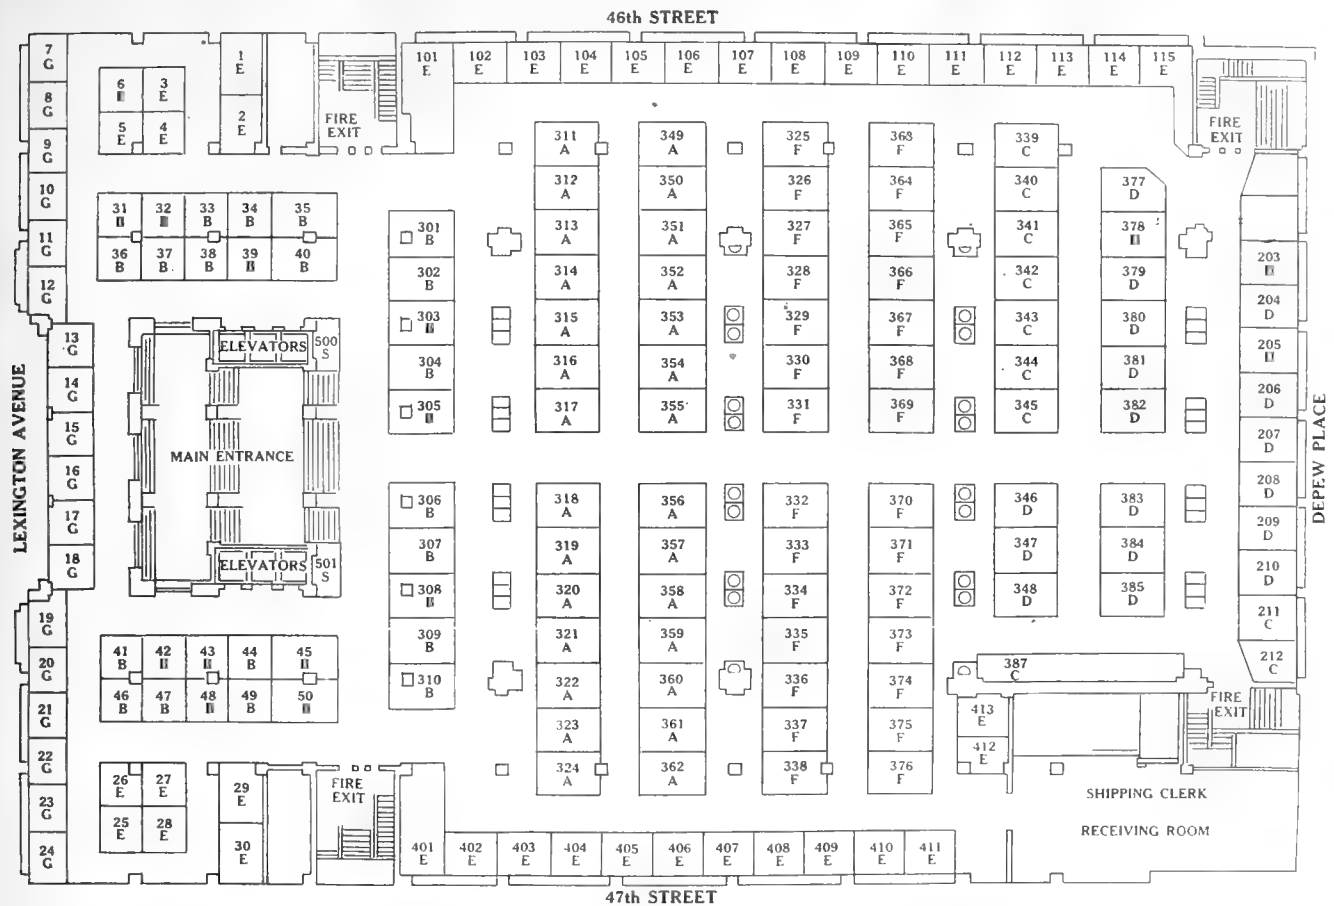 46th STREET
101 102 103 104 105 106 107 108 109 110 111 112 113 114 115
E E E E E E E E E E E E E E E
7
G
8
G
9
G
10
G
11
G
12
G
13
G
14
G
15
G
16
G
17
G
18
G
19
G
20
G
21
G
22
G
23
G
24
G
LEXINGTON AVENUE
1
E
2
E
6 3
E
5 4
E E
FIRE
EXIT
31 32 33 34 35
B B B
36 37 38 39 40
B B B B
ELEVATORS
500
S
MAIN ENTRANCE
ELEVATORS
501
S
41 42 43 44 45
B B
46 47 48 49 50
B B B
26 27
E E
25 28
E E
29
E
30
E
FIRE
EXIT
301
B
302
B
303
304
B
305
306
B
307
B
308
309
B
310
B
311
A
312
A
313
A
314
A
315
A
316
A
317
A
318
A
319
A
320
A
321
A
322
A
323
A
324
A
349
A
350
A
351
A
352
A
353
A
354
A
355
A
356
A
357
A
358
A
359
A
360
A
361
A
362
A
325
F
326
F
327
F
328
F
329
F
330
F
331
F
332
F
333
F
334
F
335
F
336
F
337
F
338
F
363
F
364
F
365
F
366
F
367
F
368
F
369
F
370
F
371
F
372
F
373
F
374
F
375
F
376
F
339
C
340
C
341
C
342
C
343
C
344
C
345
C
346
D
347
D
348
D
377
D
378
379
D
380
D
381
D
382
D
383
D
384
D
385
D
387
C
413
E
412
E
FIRE
EXIT
203
204
D
205
206
D
207
D
208
D
209
D
210
D
211
C
212
C
DEPEW PLACE
FIRE
EXIT
SHIPPING CLERK
RECEIVING ROOM
401 402 403 404 405 406 407 408 409 410 411
E E E E E E E E E E E
47th STREET